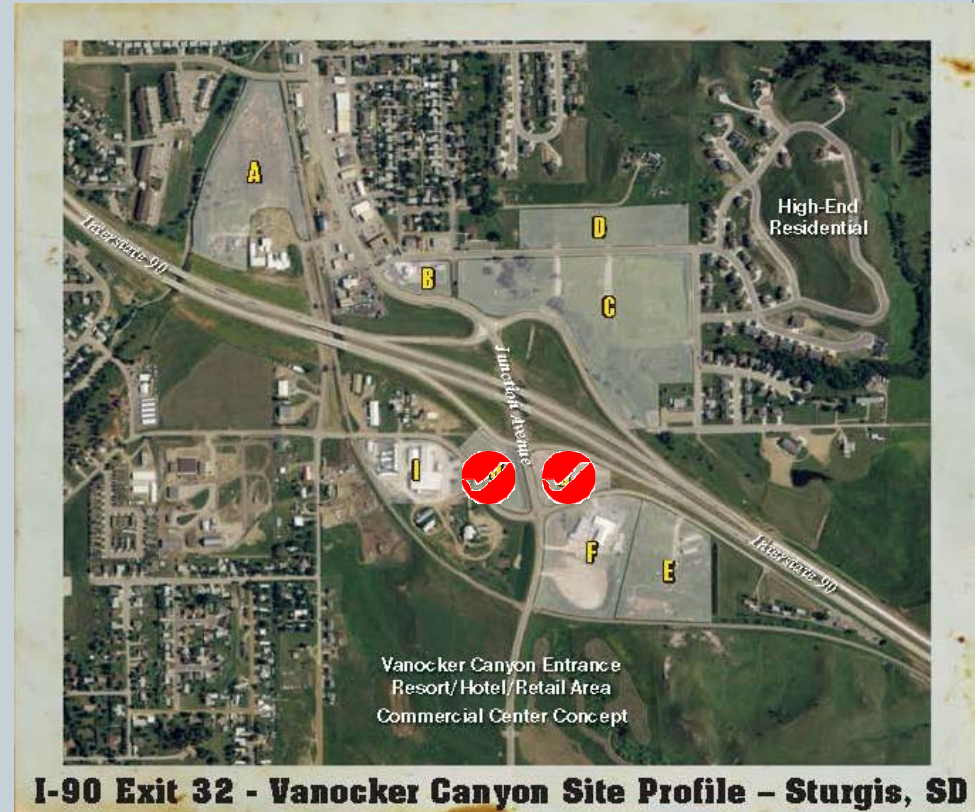 A
D
High-End
Residential
Interstate 90
B
C
Junction Avenue
I
F
E
Interstate 90
Vanocker Canyon Entrance
Resort/Hotel/Retail Area
Commercial Center Concept
I-90 Exit 32 - Vanocker Canyon Site Profile – Sturgis, SD